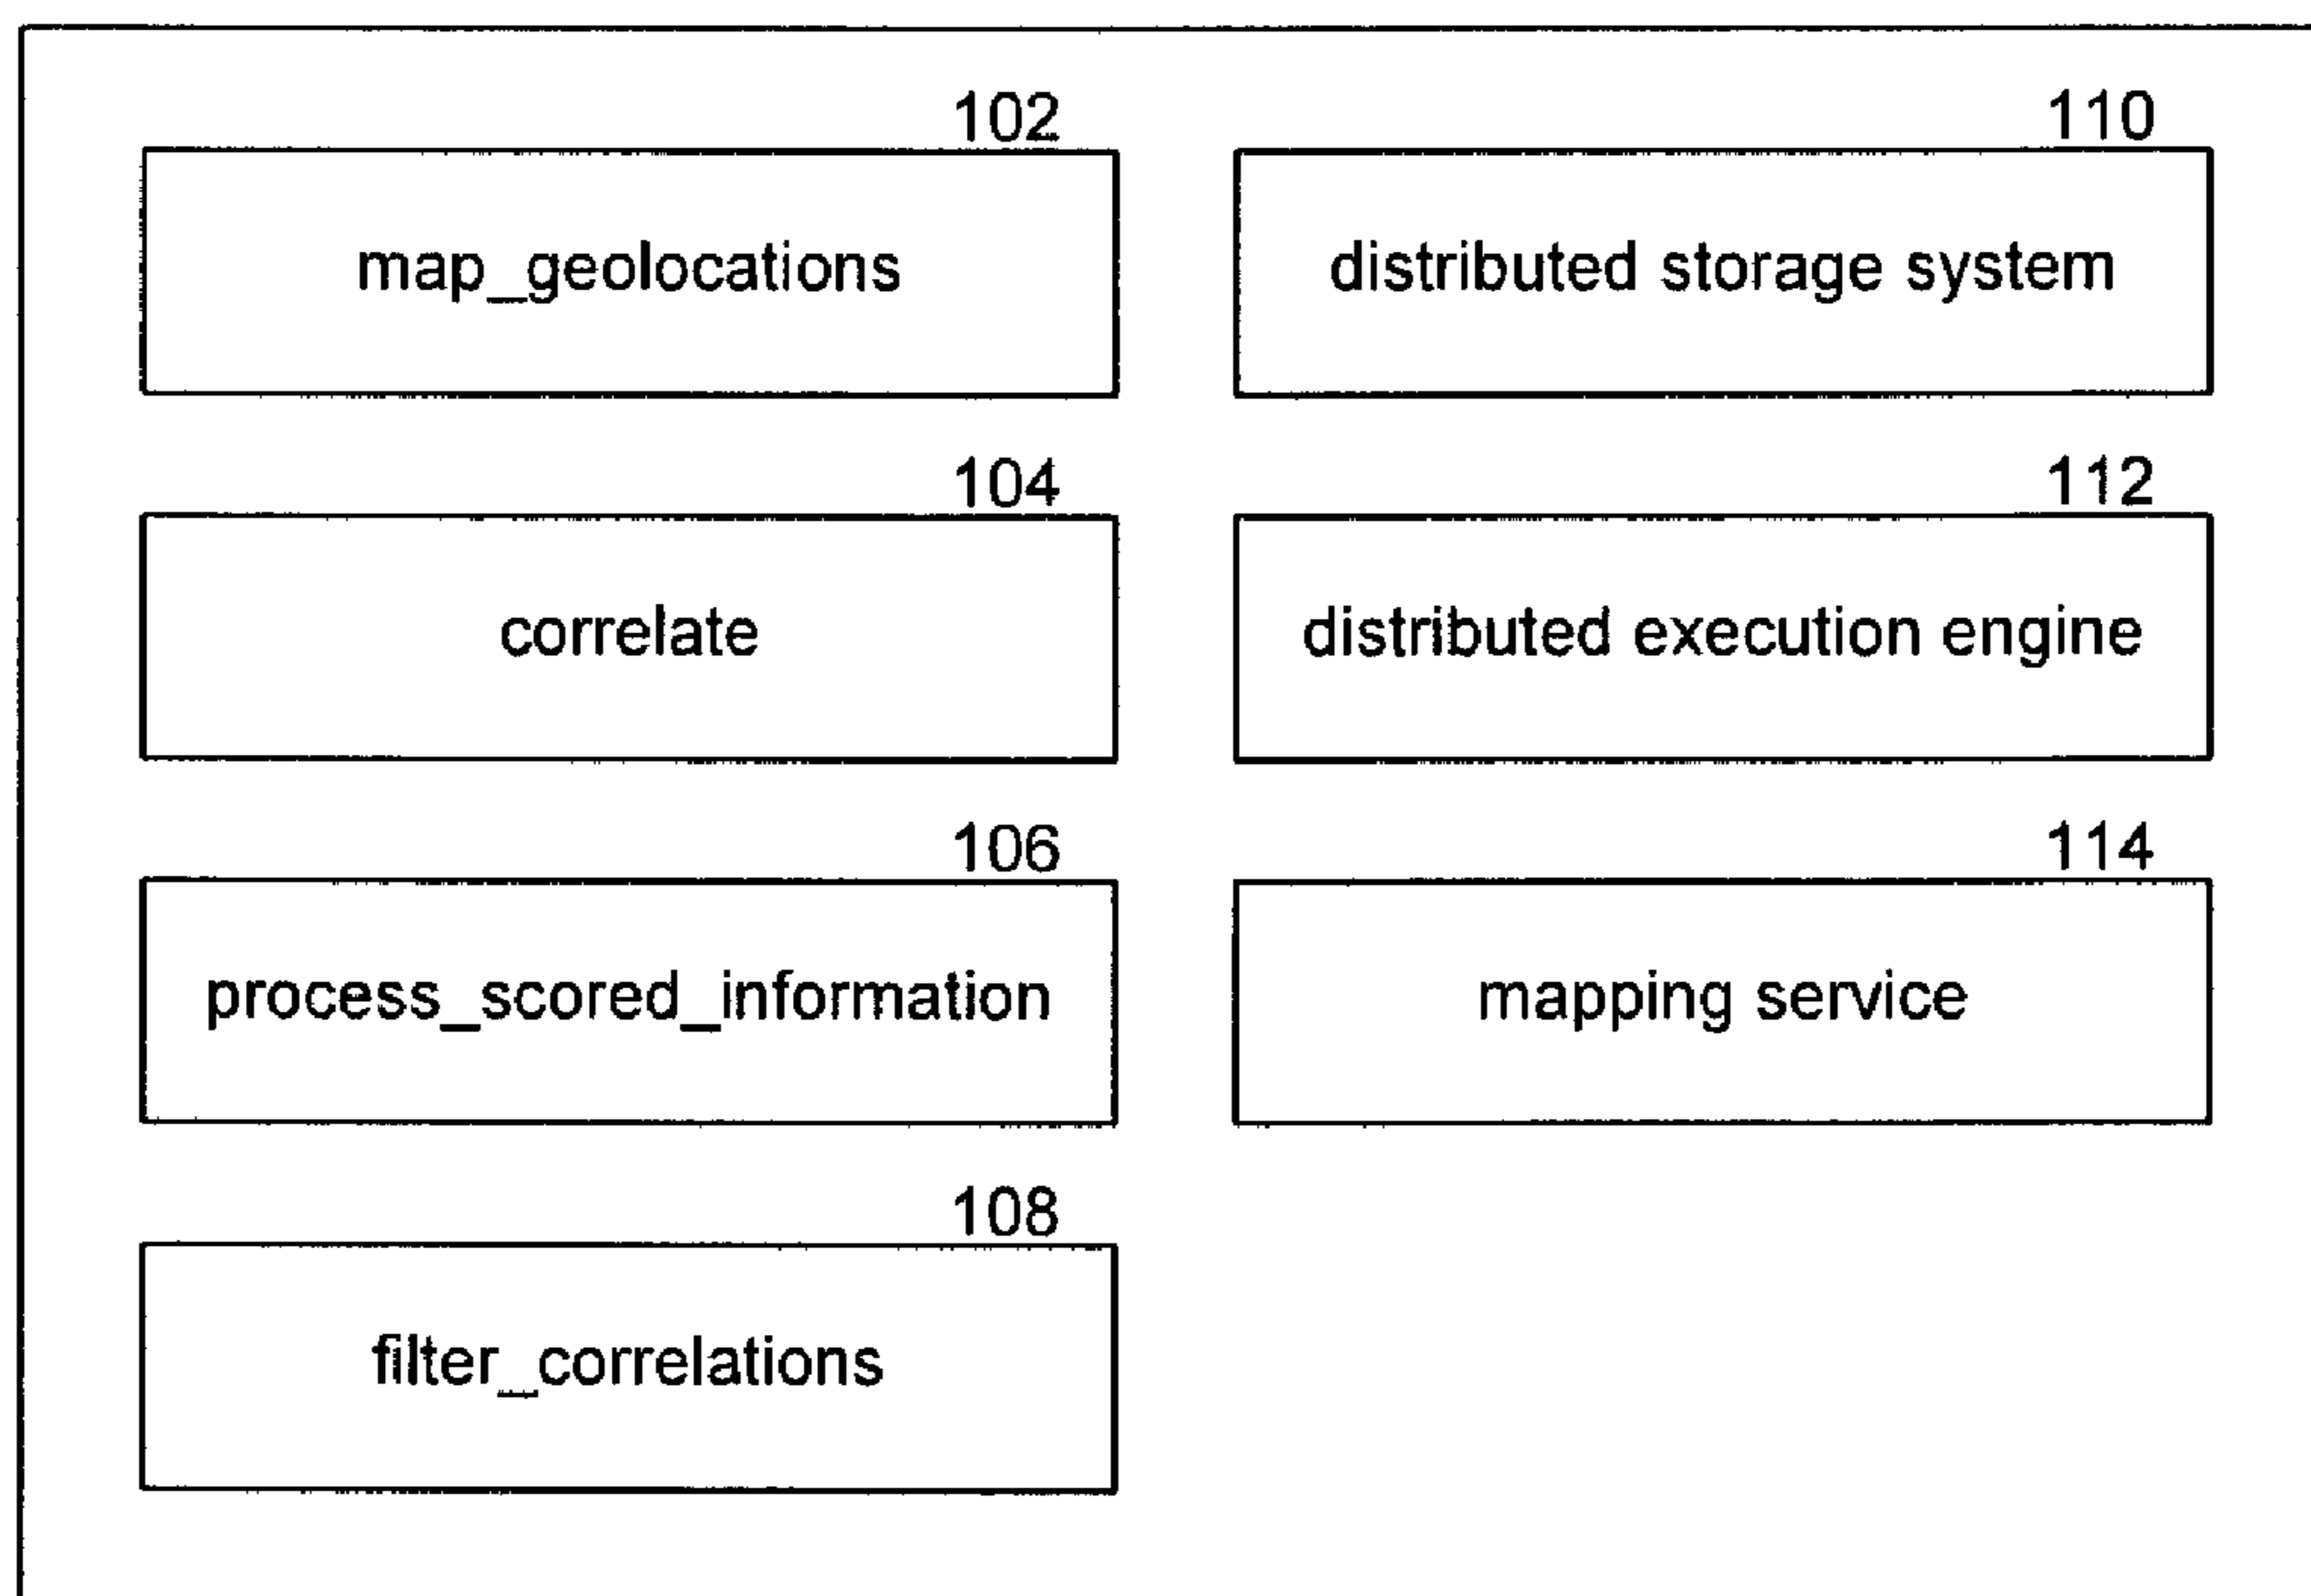 102
map_geolocations
110
distributed storage system
104
correlate
112
distributed execution engine
106
process_scored_information
114
mapping service
108
filter_correlations